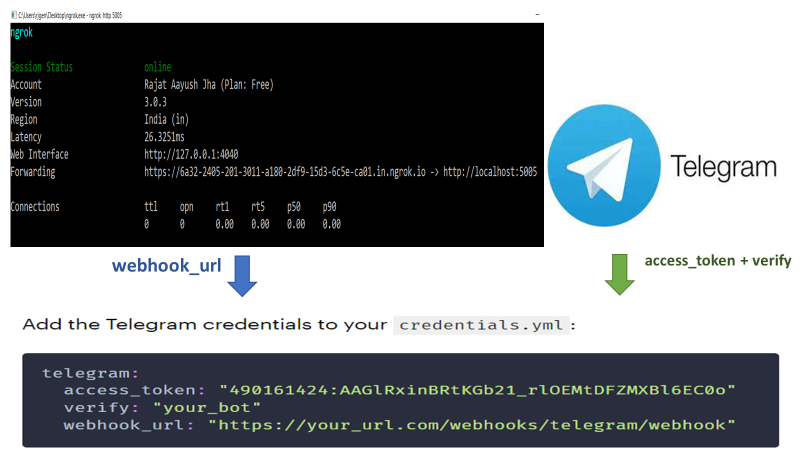 C:\Users\rjgen\Desktop\ngrok.exe - ngrok http 5005
ngrok
Session Status online
Account Rajat Aayush Jha (Plan: Free)
Version 3.0.3
Region India (in)
Latency 26.3251ms
Web Interface http://127.0.0.1:4040
Forwarding https://6a32-2405-201-3011-a180-2df9-15d3-6c5e-ca01.in.ngrok.io -> http://localhost:5005
Connections ttl opn rt1 rt5 p50 p90
0 0 0.00 0.00 0.00 0.00
Telegram
webhook_url
access_token + verify
Add the Telegram credentials to your credentials.yml:
telegram:
access_token: "490161424:AAGlRxinBRtKGb21_rlOEMtDFZMXBl6EC0o"
verify: "your_bot"
webhook_url: "https://your_url.com/webhooks/telegram/webhook"